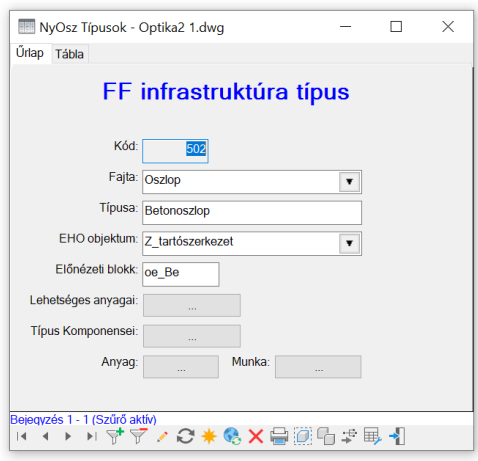 NyOsz Típusok - Optika2 1.dwg
Űrlap Tábla
FF infrastruktúra típus
Kód: 502
Fajta: Oszlop
Típusa: Betonoszlop
EHO objektum: Z_tartószerkezet
Előnézeti blokk: oe_Be
Lehetséges anyagai: ...
Típus Komponensei: ...
Anyag: ... Munka: ...
Bejegyzés 1 - 1 (Szűrő aktív)